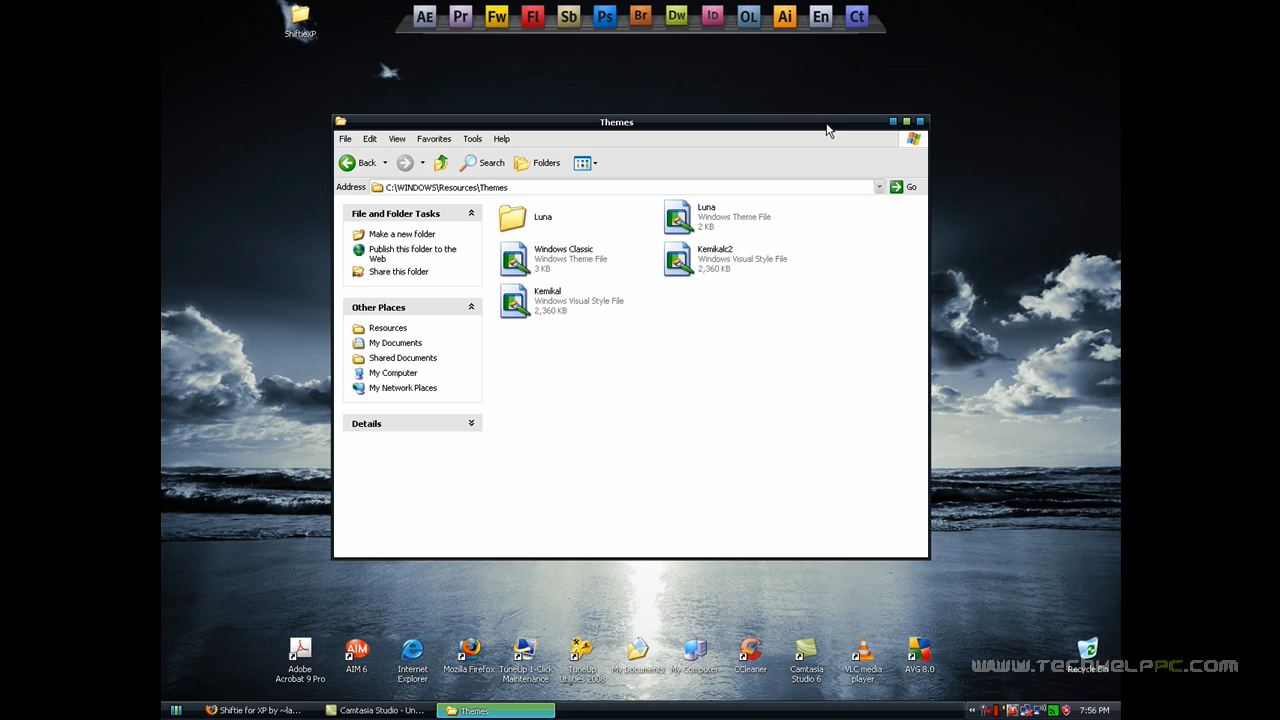 ShiftieXP
AE Pr Fw Fl Sb Ps Br Dw ID OL Ai En Ct
Themes
File Edit View Favorites Tools Help
Back Search Folders
Address C:\WINDOWS\Resources\Themes Go
File and Folder Tasks
Make a new folder
Publish this folder to the
Web
Share this folder
Other Places
Resources
My Documents
Shared Documents
My Computer
My Network Places
Details
Luna
Luna
Windows Theme File
2 KB
Windows Classic
Windows Theme File
3 KB
Kemikalc2
Windows Visual Style File
2,360 KB
Kemikal
Windows Visual Style File
2,360 KB
Adobe
Acrobat 9 Pro
AIM 6
Internet
Explorer
Mozilla Firefox
TuneUp 1-Click
Maintenance
TuneUp
Utilities 2008
My Documents
My Computer
CCleaner
Camtasia
Studio 6
VLC media
player
AVG 8.0
Recycle Bin
www.TECHHELPPC.com
Shiftie for XP by ~la...
Camtasia Studio - Un...
Themes
7:56 PM